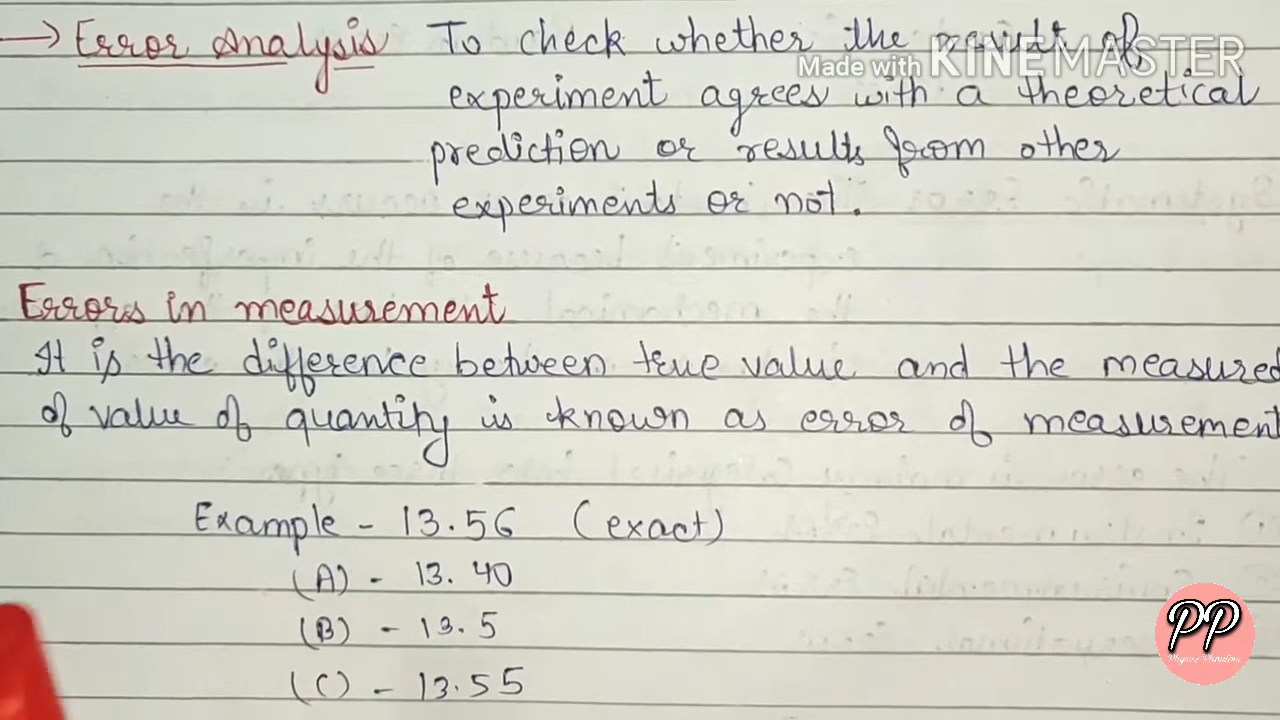 → Error Analysis To check whether the result of
Made with KINEMASTER
experiment agrees with a theoretical
prediction or results from other
experiments or not.
Errors in measurement
It is the difference between true value and the measured
of value of quantity is known as error of measurement
Example - 13.56 (exact)
(A) - 13.40
(B) - 13.5
(C) - 13.55
PP